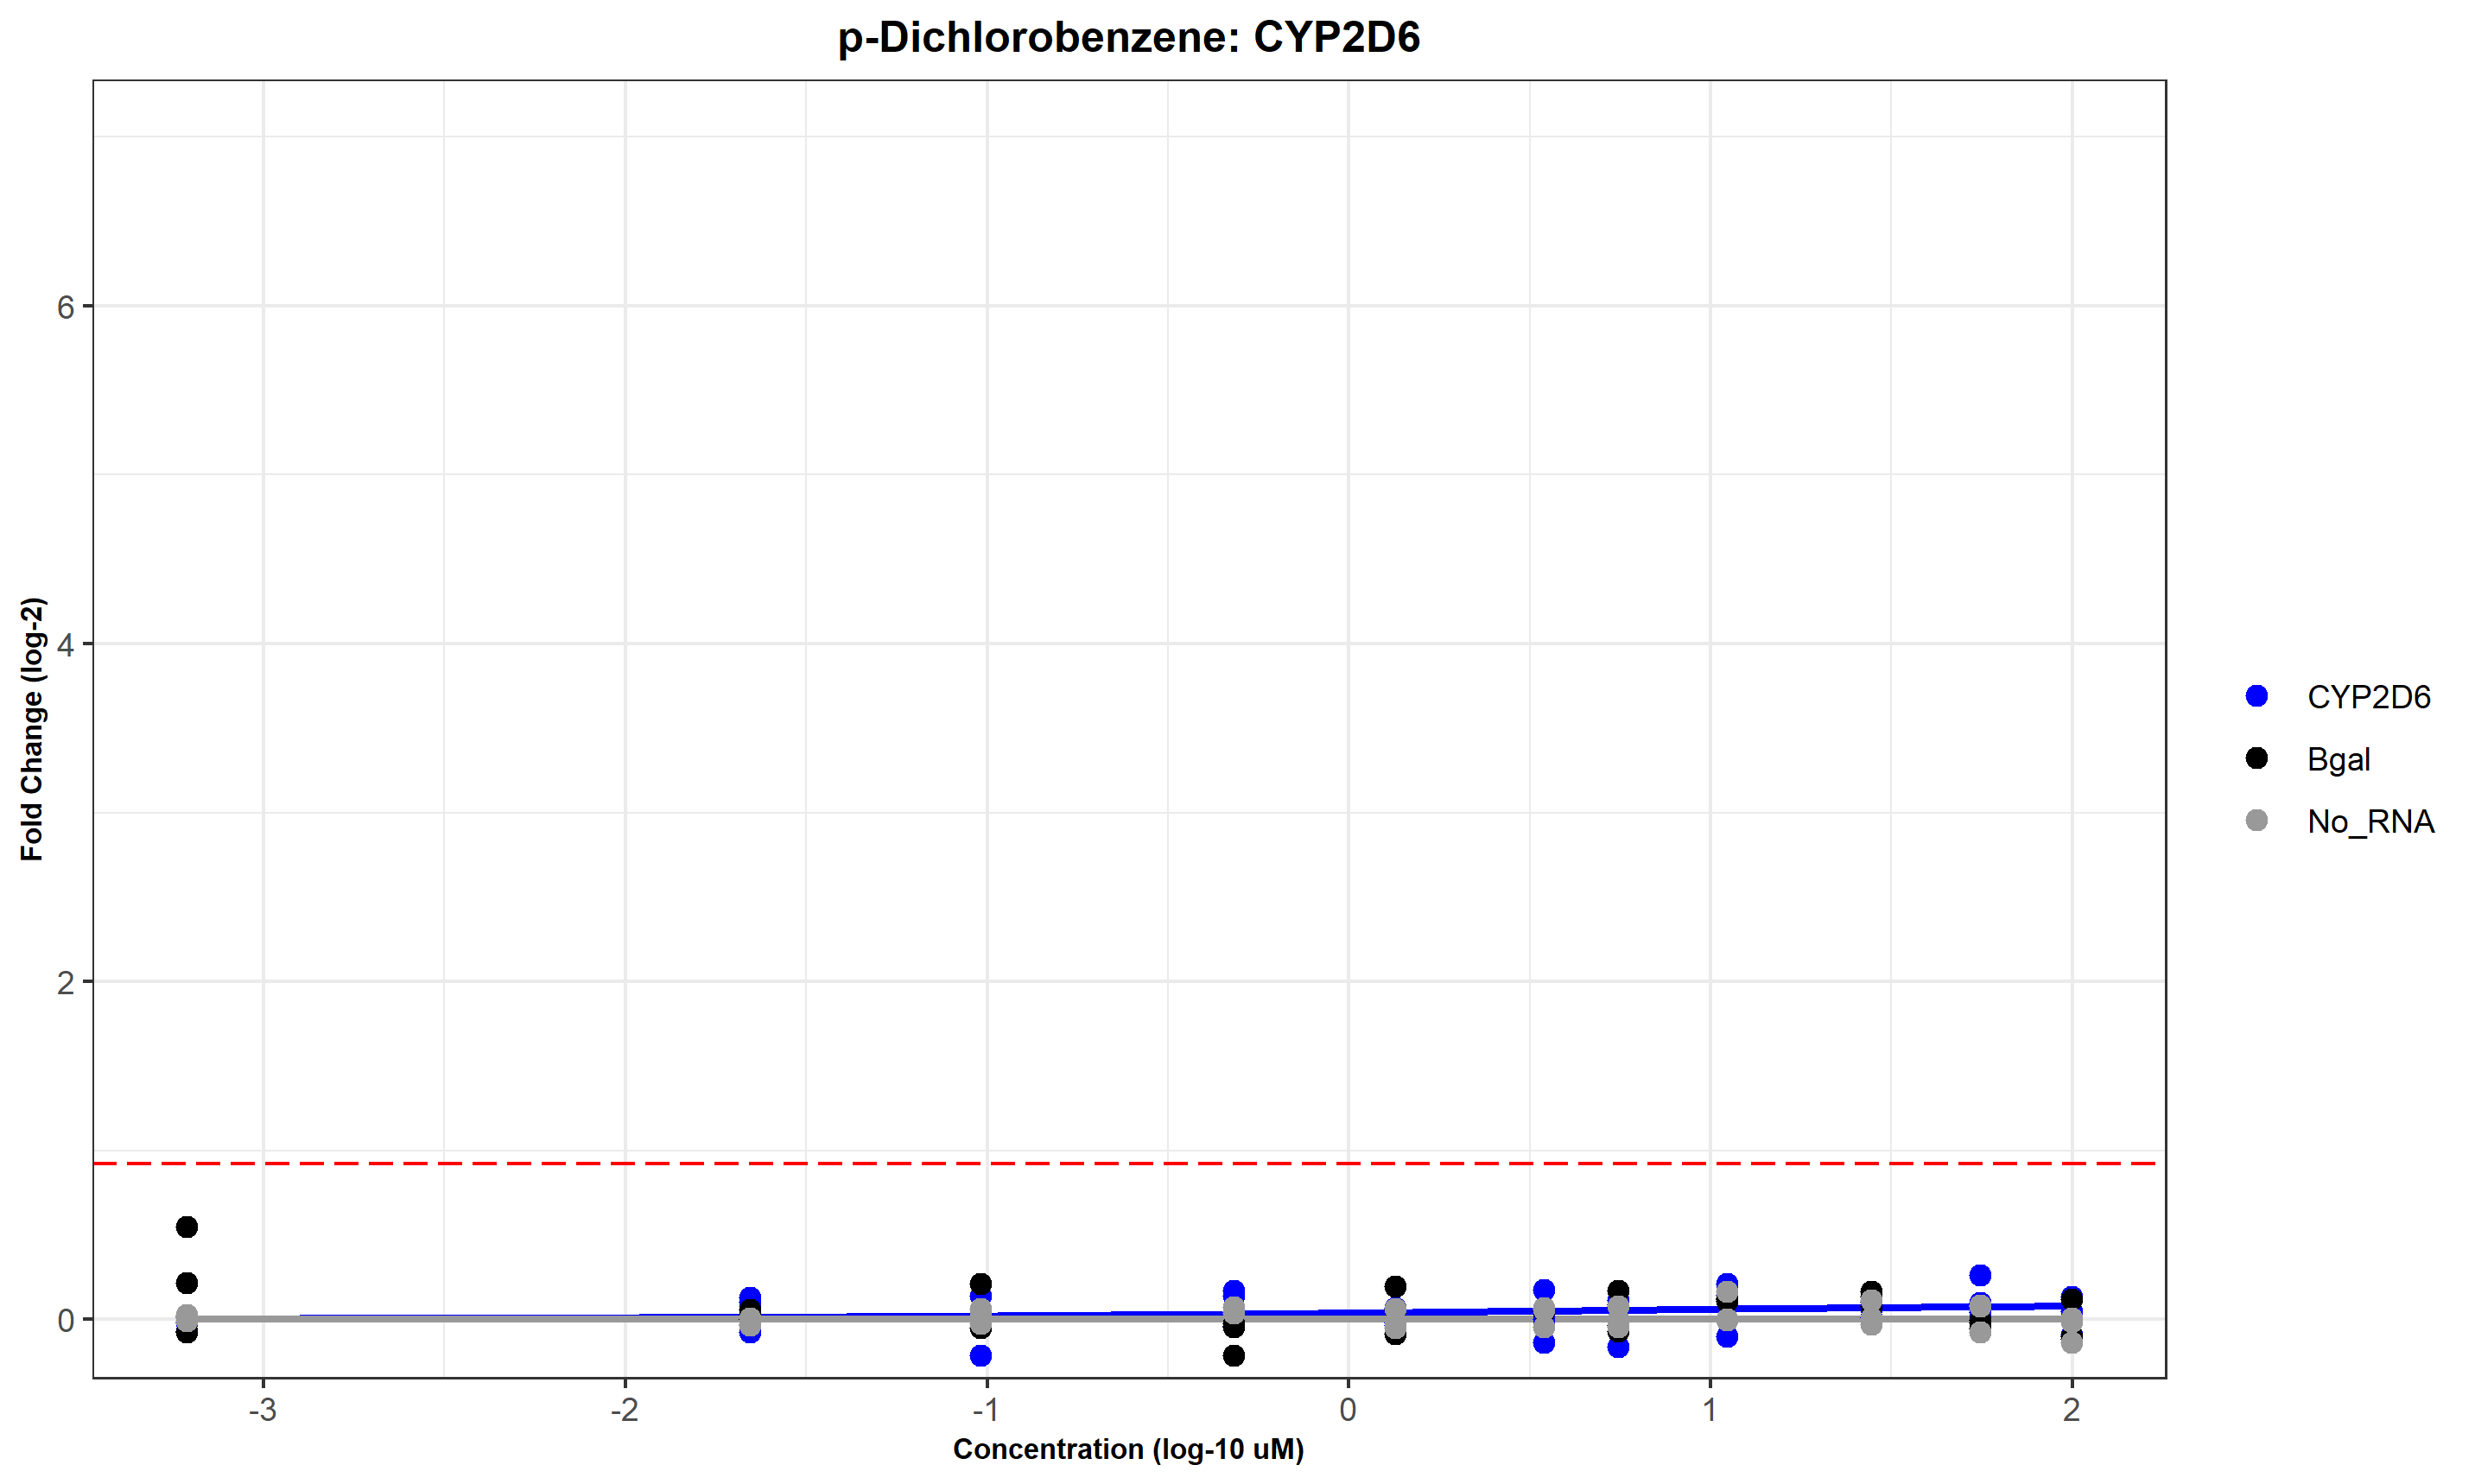 p-Dichlorobenzene: CYP2D6
Fold Change (log-2)
6
4
2
0
-3 -2 -1 0 1 2
Concentration (log-10 uM)
CYP2D6
Bgal
No_RNA